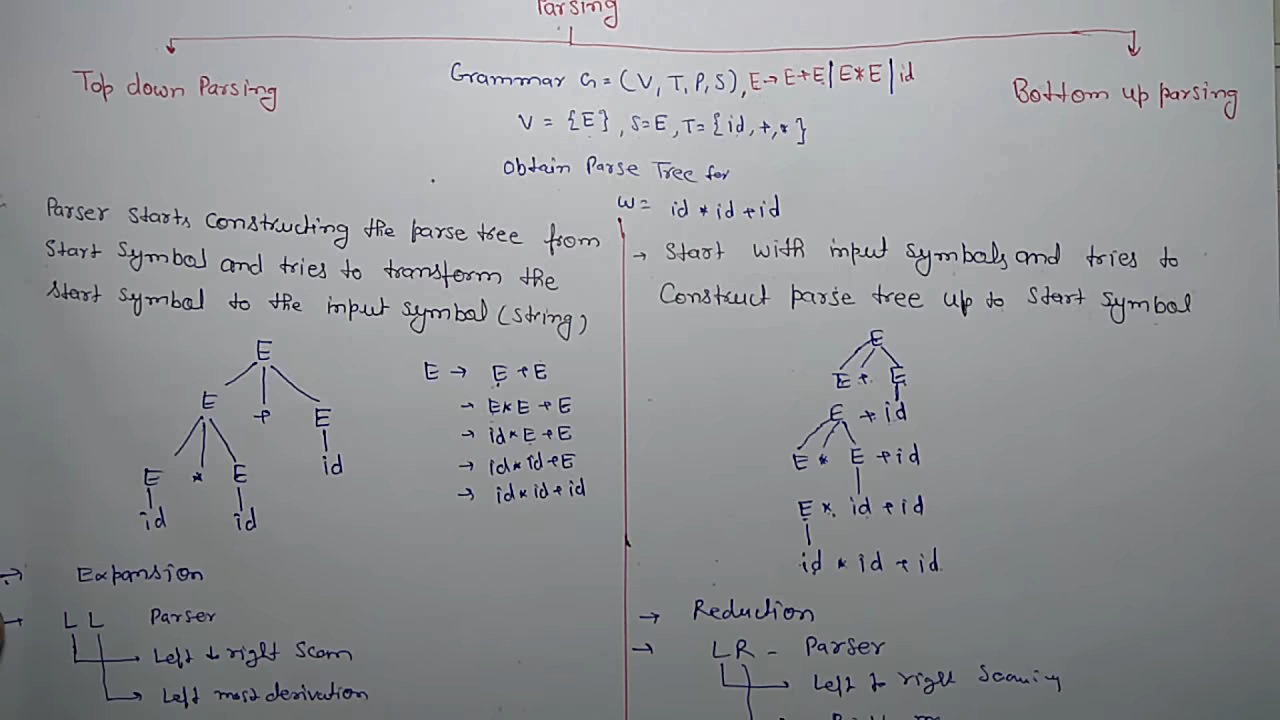 Parsing
Top down Parsing
Grammar G = (V, T, P, S), E → E+E | E*E | id
Bottom up parsing
V = {E}, S=E, T= {id, +, *}
Obtain Parse Tree for
W= id * id + id
Parser starts constructing the parse tree from
Start Symbol and tries to transform the
Start symbol to the input symbol (String)
E
E + E
E * E id
id id
E → E + E
→ E * E + E
→ id * E + E
→ id * id + E
→ id * id + id
→ Expansion
→ LL Parser
→ Left to right Scan
→ Left most derivation
→ Start with input symbols and tries to
Construct parse tree up to Start Symbol
E
E + E
E + id
E * E + id
E * id + id
id * id + id
→ Reduction
→ LR - Parser
→ Left to right Scaning